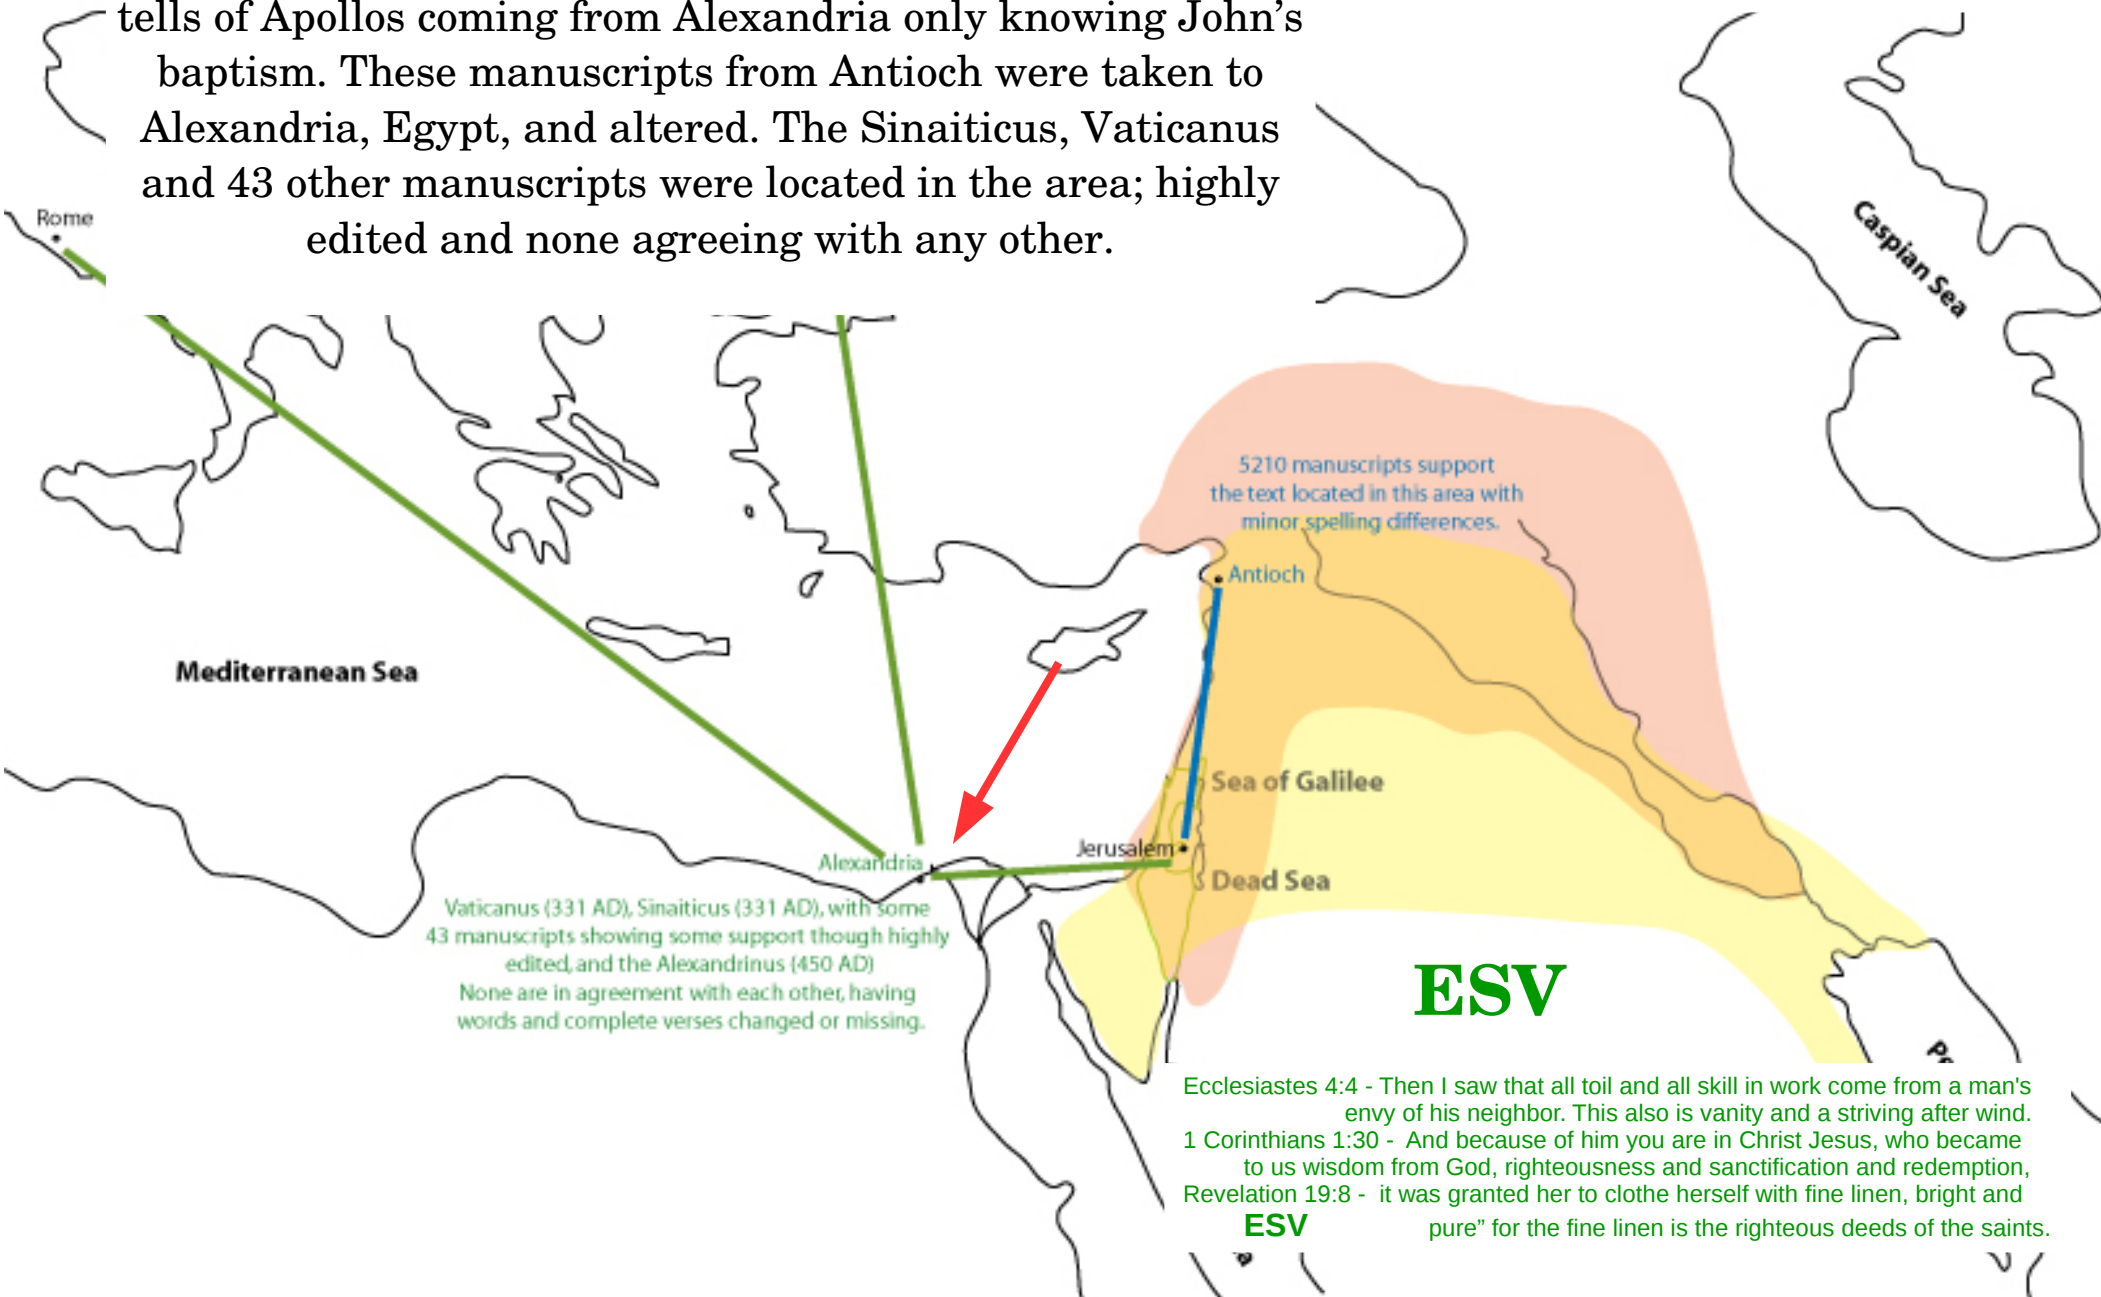 tells of Apollos coming from Alexandria only knowing John's
baptism. These manuscripts from Antioch were taken to
Alexandria, Egypt, and altered. The Sinaiticus, Vaticanus
and 43 other manuscripts were located in the area; highly
edited and none agreeing with any other.
Rome
Caspian Sea
5210 manuscripts support
the text located in this area with
minor spelling differences.
Antioch
Mediterranean Sea
Sea of Galilee
Jerusalem
Alexandria
Dead Sea
Vaticanus (331 AD), Sinaiticus (331 AD), with some
43 manuscripts showing some support though highly
edited, and the Alexandrinus (450 AD)
None are in agreement with each other, having
words and complete verses changed or missing.
ESV
Ecclesiastes 4:4 - Then I saw that all toil and all skill in work come from a man's
envy of his neighbor. This also is vanity and a striving after wind.
1 Corinthians 1:30 - And because of him you are in Christ Jesus, who became
to us wisdom from God, righteousness and sanctification and redemption,
Revelation 19:8 - it was granted her to clothe herself with fine linen, bright and
ESV pure” for the fine linen is the righteous deeds of the saints.